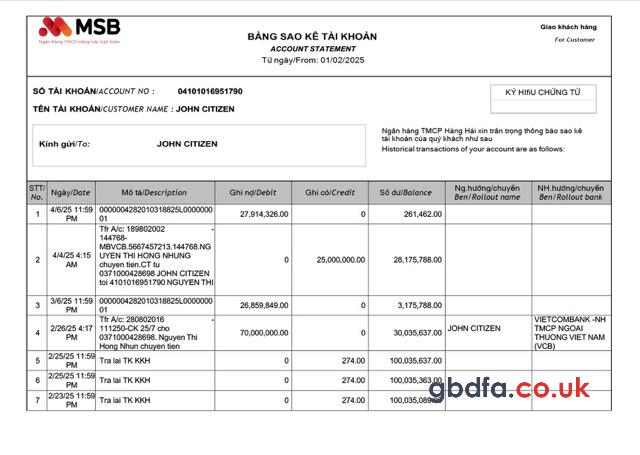 MSB
Ngân hàng TMCP Hàng Hải Việt Nam
BẢNG SAO KÊ TÀI KHOẢN
ACCOUNT STATEMENT
Từ ngày/From: 01/02/2025
Giao khách hàng
For Customer
SỐ TÀI KHOẢN/ACCOUNT NO : 04101016951790
KÝ HIfiU CHỨNG TỪ
TÊN TÀI KHOẢN/CUSTOMER NAME : JOHN CITIZEN
Kính gửi/To: JOHN CITIZEN
Ngân hàng TMCP Hàng Hải xin trân trọng thông báo sao kê
tài khoản của quý khách như sau
Historical transactions of your account are as follows:
STT/ No. Ngày/Date Mô tả/Description Ghi nợ/Debit Ghi có/Credit Số dư/Balance Ng.hưởng/chuyển Ben/Rollout name NH.hưởng/chuyển Ben/Rollout bank
1 4/6/25 11:59 PM 0000004282010318825L0000000 01 27,914,326.00 0 261,462.00
2 4/4/25 4:15 AM
Tfr A/c: 189802002 -
144768-
MBVCB.5667457213.144768.NG
UYEN THI HONG NHUNG
chuyen tien.CT tu
0371000428698 JOHN CITIZEN
toi 4101016951790 NGUYEN THI
0 25,000,000.00 28,175,788.00
3 3/6/25 11:59 PM 0000004282010318825L0000000 01 26,859,849.00 0 3,175,788.00
4 2/26/25 4:17 PM
Tfr A/c: 280802016 -
111250-CK 25/7 cho
0371000428698. Nguyen Thi
Hong Nhun chuyen tien
70,000,000.00 0 30,035,637.00 JOHN CITIZEN
VIETCOMBANK -NH
TMCP NGOAI
THUONG VIET NAM
(VCB)
5 2/25/25 11:59 PM Tra lai TK KKH 0 274.00 100,035,637.00
6 2/25/25 11:59 PM Tra lai TK KKH 0 274.00 100,035,363.00
7 2/23/25 11:59 PM Tra lai TK KKH 0 274.00 100,035,089.00
gbdfa.co.uk